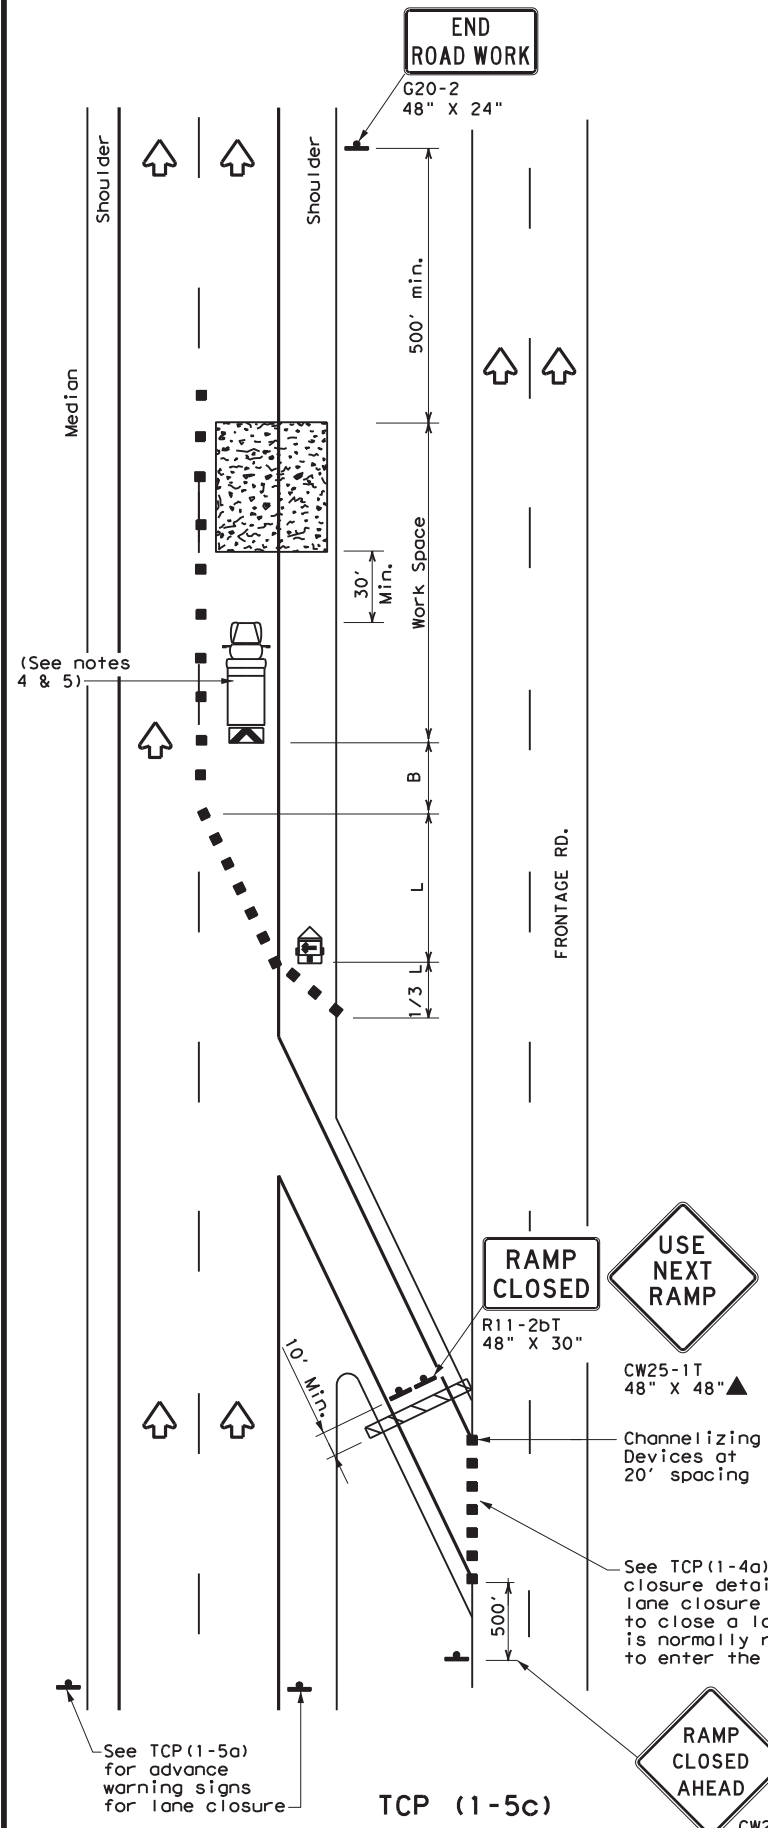 END
ROAD WORK
G20-2
48" X 24"
Shoulder
Shoulder
500' min.
Median
Work Space
30'
Min.
(See notes
4 & 5)
B
L
FRONTAGE RD.
1/3 L
RAMP
CLOSED
USE
NEXT
RAMP
R11-2bT
48" X 30"
10' Min.
CW25-1T
48" X 48"▲
Channelizing
Devices at
20' spacing
See TCP(1-4a)
closure detai
lane closure
to close a la
is normally r
to enter the
500'
See TCP(1-5a)
for advance
warning signs
for lane closure
RAMP
CLOSED
AHEAD
TCP (1-5c)